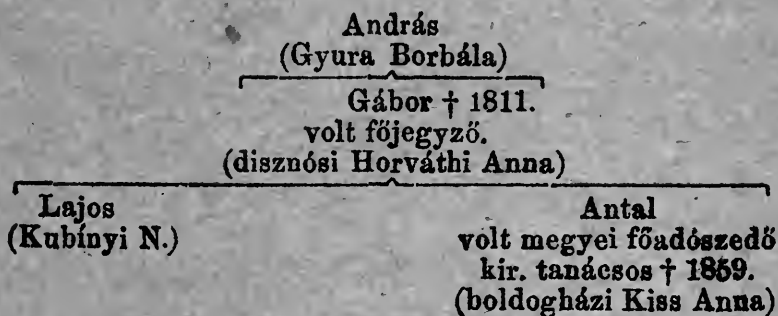 András
(Gyura Borbála)
Gábor † 1811.
volt főjegyző.
(disznósi Horváthi Anna)
Lajos
(Kubínyi N.)
Antal
volt megyei főadószedő
kir. tanácsos † 1859.
(boldogházi Kiss Anna)